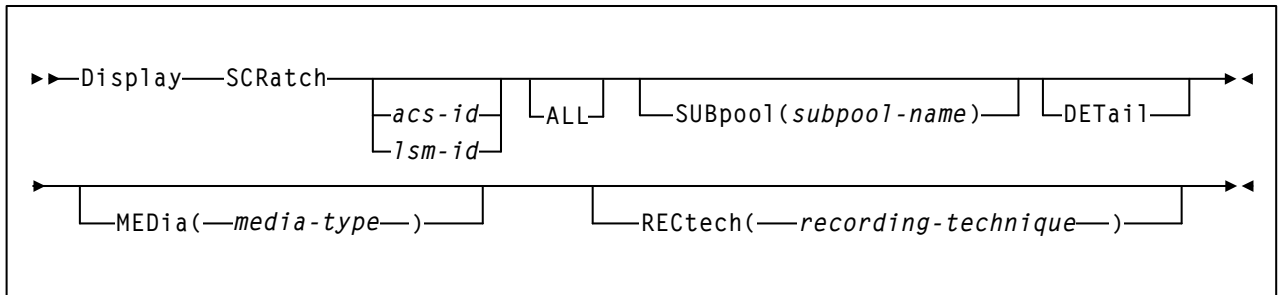 Display SCRatch acs-id ALL SUBpool(subpool-name) DETail
lsm-id
MEDia( media-type ) RECtech( recording-technique )